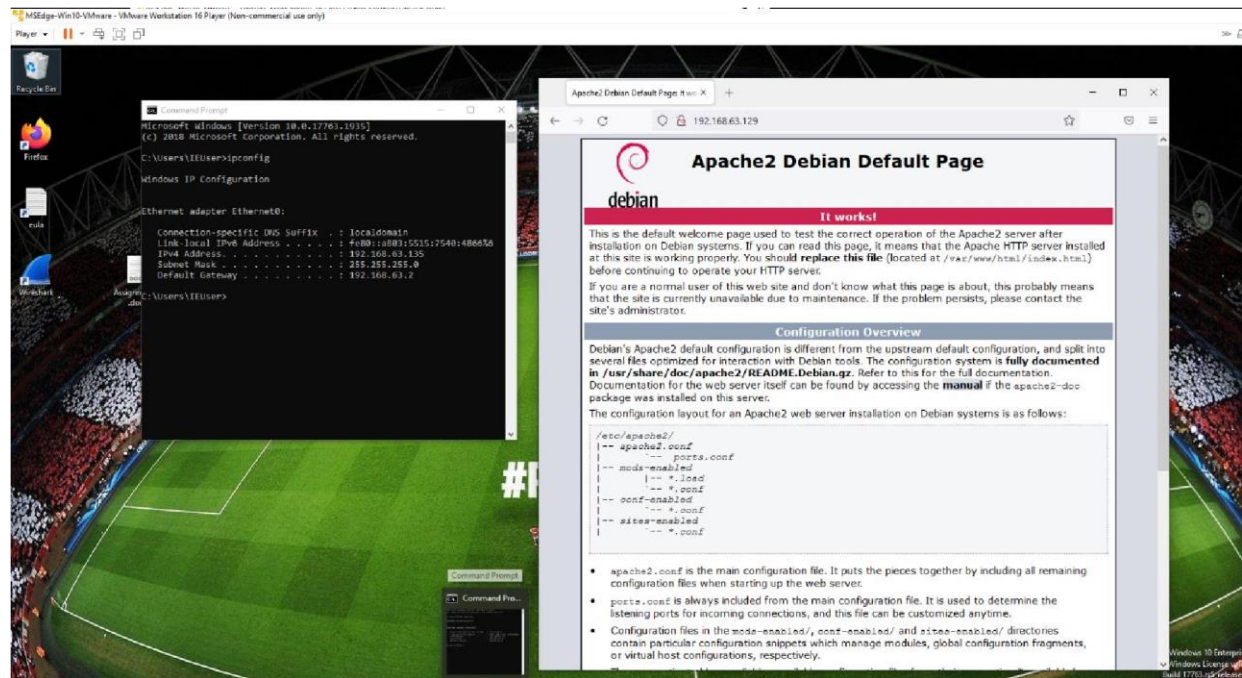 MSEdge-Win10-VMware - VMware Workstation 16 Player (Non-commercial use only)
Player
Recycle Bin
Firefox
Wireshark
Command Prompt
Microsoft Windows [Version 10.0.17763.1935]
(c) 2018 Microsoft Corporation. All rights reserved.
C:\Users\IEUser>ipconfig
Windows IP Configuration
Ethernet adapter Ethernet0:
Connection-specific DNS Suffix . : localdomain
Link-local IPv6 Address . . . . . : fe80::a803:5515:7540:4866%6
IPv4 Address. . . . . . . . . . . : 192.168.63.135
Subnet Mask . . . . . . . . . . . : 255.255.255.0
Default Gateway . . . . . . . . . : 192.168.63.2
C:\Users\IEUser>
Command Prompt
Command Pro...
Apache2 Debian Default Page: It wo
192.168.63.129
Apache2 Debian Default Page
debian
It works!
This is the default welcome page used to test the correct operation of the Apache2 server after
installation on Debian systems. If you can read this page, it means that the Apache HTTP server installed
at this site is working properly. You should replace this file (located at /var/www/html/index.html)
before continuing to operate your HTTP server.
If you are a normal user of this web site and don't know what this page is about, this probably means
that the site is currently unavailable due to maintenance. If the problem persists, please contact the
site's administrator.
Configuration Overview
Debian's Apache2 default configuration is different from the upstream default configuration, and split into
several files optimized for interaction with Debian tools. The configuration system is fully documented
in /usr/share/doc/apache2/README.Debian.gz. Refer to this for the full documentation.
Documentation for the web server itself can be found by accessing the manual if the apache2-doc
package was installed on this server.
The configuration layout for an Apache2 web server installation on Debian systems is as follows:
/etc/apache2/
|-- apache2.conf
|       `--  ports.conf
|-- mods-enabled
|       |-- *.load
|       `-- *.conf
|-- conf-enabled
|       `-- *.conf
|-- sites-enabled
|       `-- *.conf
• apache2.conf is the main configuration file. It puts the pieces together by including all remaining
configuration files when starting up the web server.
• ports.conf is always included from the main configuration file. It is used to determine the
listening ports for incoming connections, and this file can be customized anytime.
• Configuration files in the mods-enabled/, conf-enabled/ and sites-enabled/ directories
contain particular configuration snippets which manage modules, global configuration fragments,
or virtual host configurations, respectively.
Windows 10 Enterpri
Windows License
Build 17763